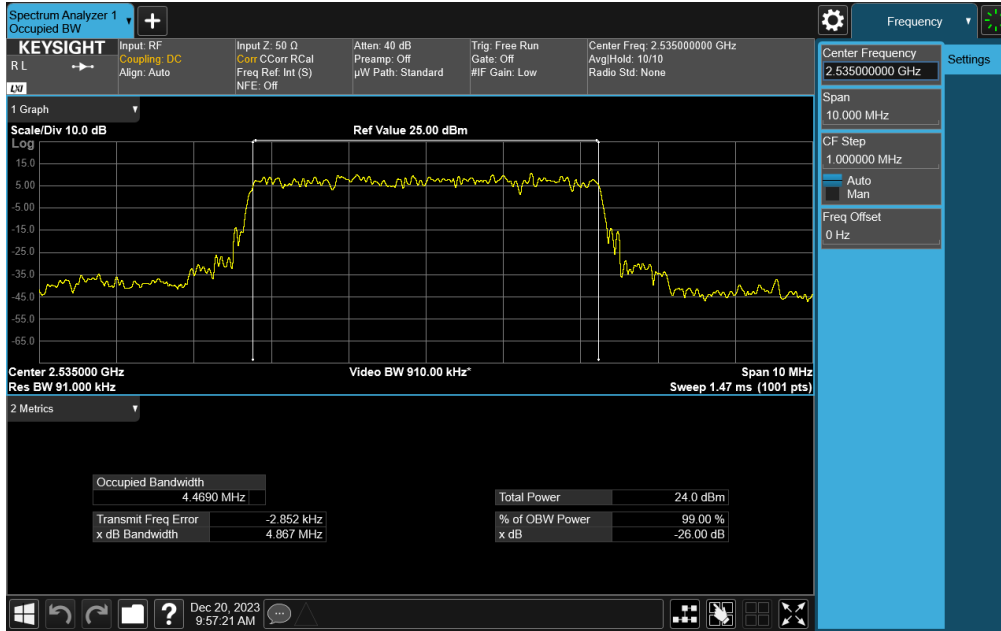 Spectrum Analyzer 1
Occupied BW
+
Frequency
KEYSIGHT
R L
LXI
Input: RF
Coupling: DC
Align: Auto
Input Z: 50 Ω
Corr CCorr RCal
Freq Ref: Int (S)
NFE: Off
Atten: 40 dB
Preamp: Off
µW Path: Standard
Trig: Free Run
Gate: Off
#IF Gain: Low
Center Freq: 2.535000000 GHz
Avg|Hold: 10/10
Radio Std: None
Center Frequency
2.535000000 GHz
Settings
Span
10.000 MHz
CF Step
1.000000 MHz
Auto
Man
Freq Offset
0 Hz
1 Graph
Scale/Div 10.0 dB
Ref Value 25.00 dBm
Log
15.0
5.00
-5.00
-15.0
-25.0
-35.0
-45.0
-55.0
-65.0
Center 2.535000 GHz
Video BW 910.00 kHz*
Span 10 MHz
Res BW 91.000 kHz
Sweep 1.47 ms (1001 pts)
2 Metrics
Occupied Bandwidth
4.4690 MHz
Total Power 24.0 dBm
Transmit Freq Error -2.852 kHz
% of OBW Power 99.00 %
x dB Bandwidth 4.867 MHz
x dB -26.00 dB
?
Dec 20, 2023
9:57:21 AM